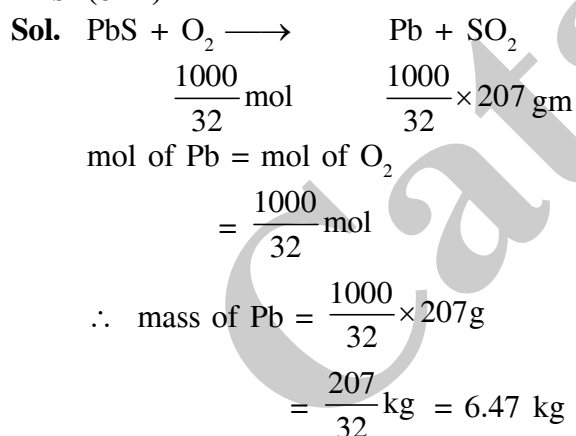 Sol. PbS + O₂ ⟶ Pb + SO₂
1000/32 mol 1000/32 × 207 gm
mol of Pb = mol of O₂
= 1000/32 mol
∴ mass of Pb = 1000/32 × 207g
= 207/32 kg = 6.47 kg